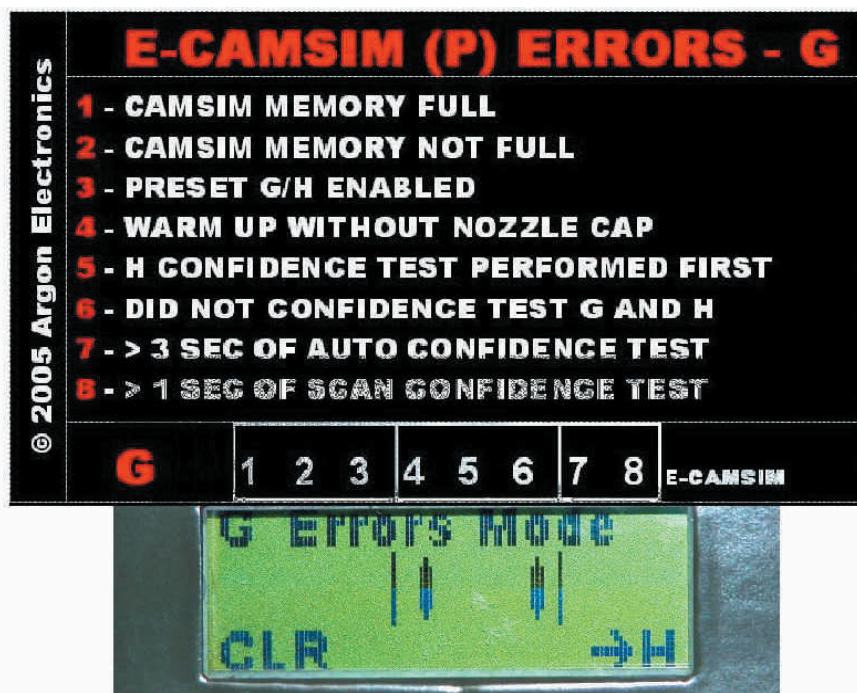 E-CAMSIM (P) ERRORS - G
© 2005 Argon Electronics
1 - CAMSIM MEMORY FULL
2 - CAMSIM MEMORY NOT FULL
3 - PRESET G/H ENABLED
4 - WARM UP WITHOUT NOZZLE CAP
5 - H CONFIDENCE TEST PERFORMED FIRST
6 - DID NOT CONFIDENCE TEST G AND H
7 - > 3 SEC OF AUTO CONFIDENCE TEST
8 - > 1 SEC OF SCAN CONFIDENCE TEST
G 1 2 3 4 5 6 7 8 E-CAMSIM
G Errors Mode
CLR →H